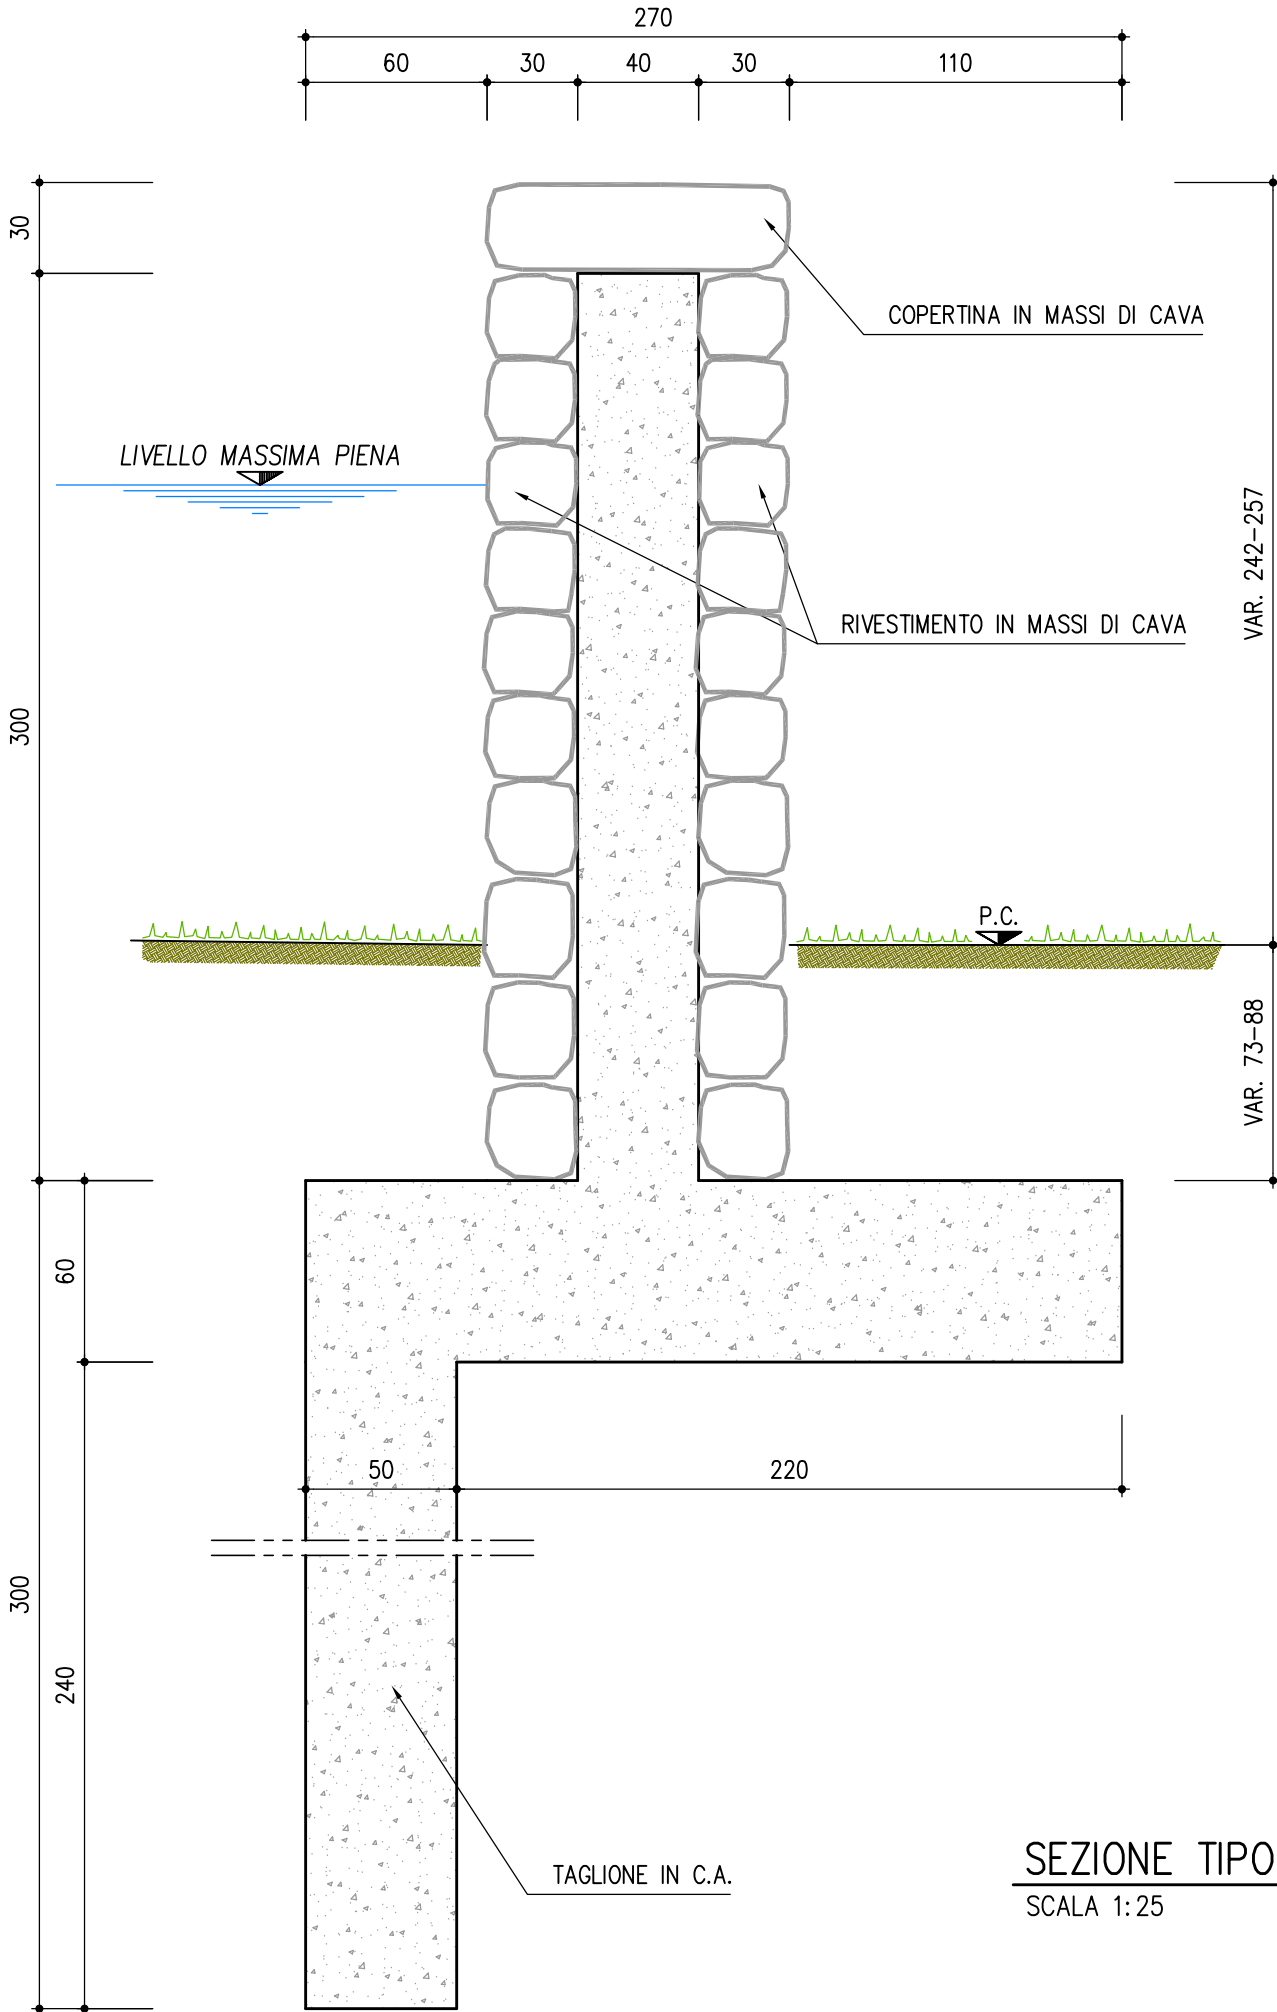 270
60
30
40
30
110
30
COPERTINA IN MASSI DI CAVA
LIVELLO MASSIMA PIENA
VAR. 242-257
RIVESTIMENTO IN MASSI DI CAVA
300
P.C.
VAR. 73-88
60
50
220
300
240
TAGLIONE IN C.A.
SEZIONE TIPO
SCALA 1:25